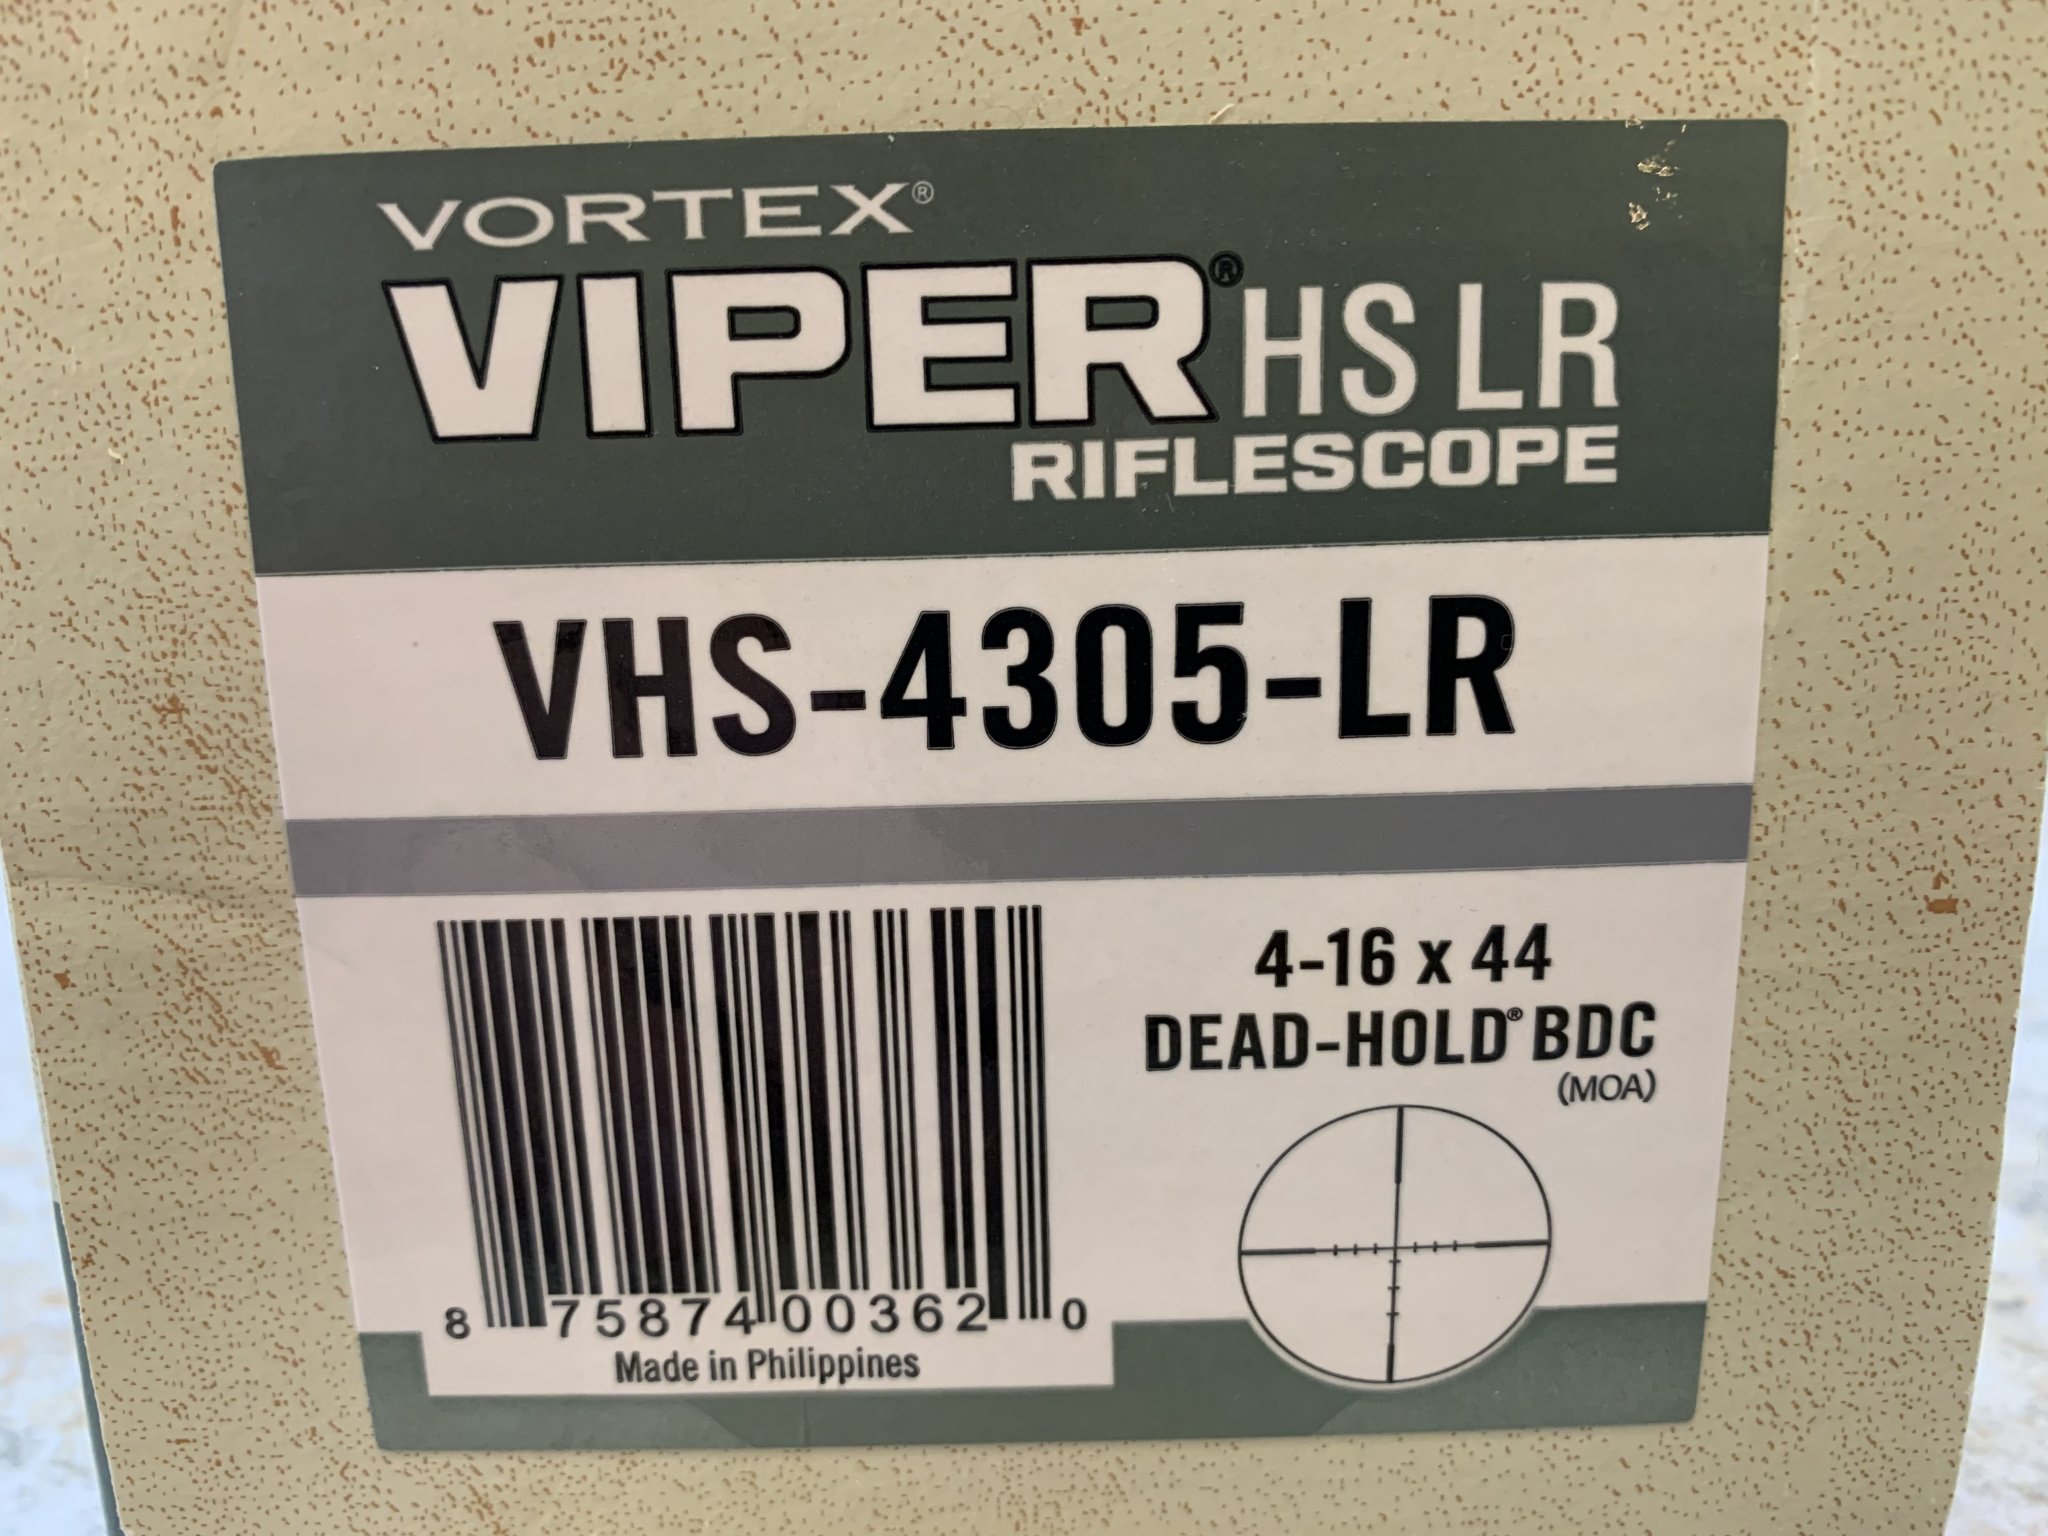 VORTEX®
VIPER® HS LR
RIFLESCOPE
VHS-4305-LR
4-16 x 44
DEAD-HOLD® BDC
(MOA)
8 75874 00362 0
Made in Philippines